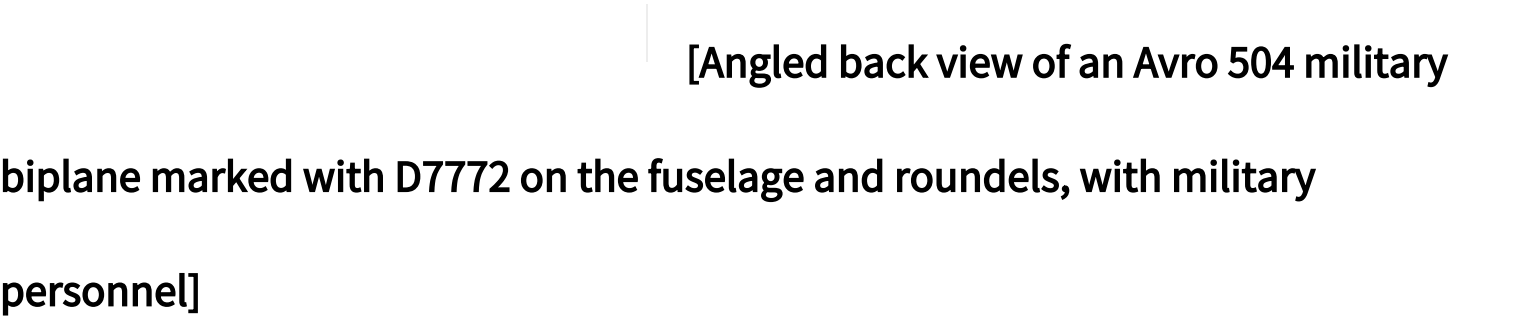 [Angled back view of an Avro 504 military
biplane marked with D7772 on the fuselage and roundels, with military
personnel]